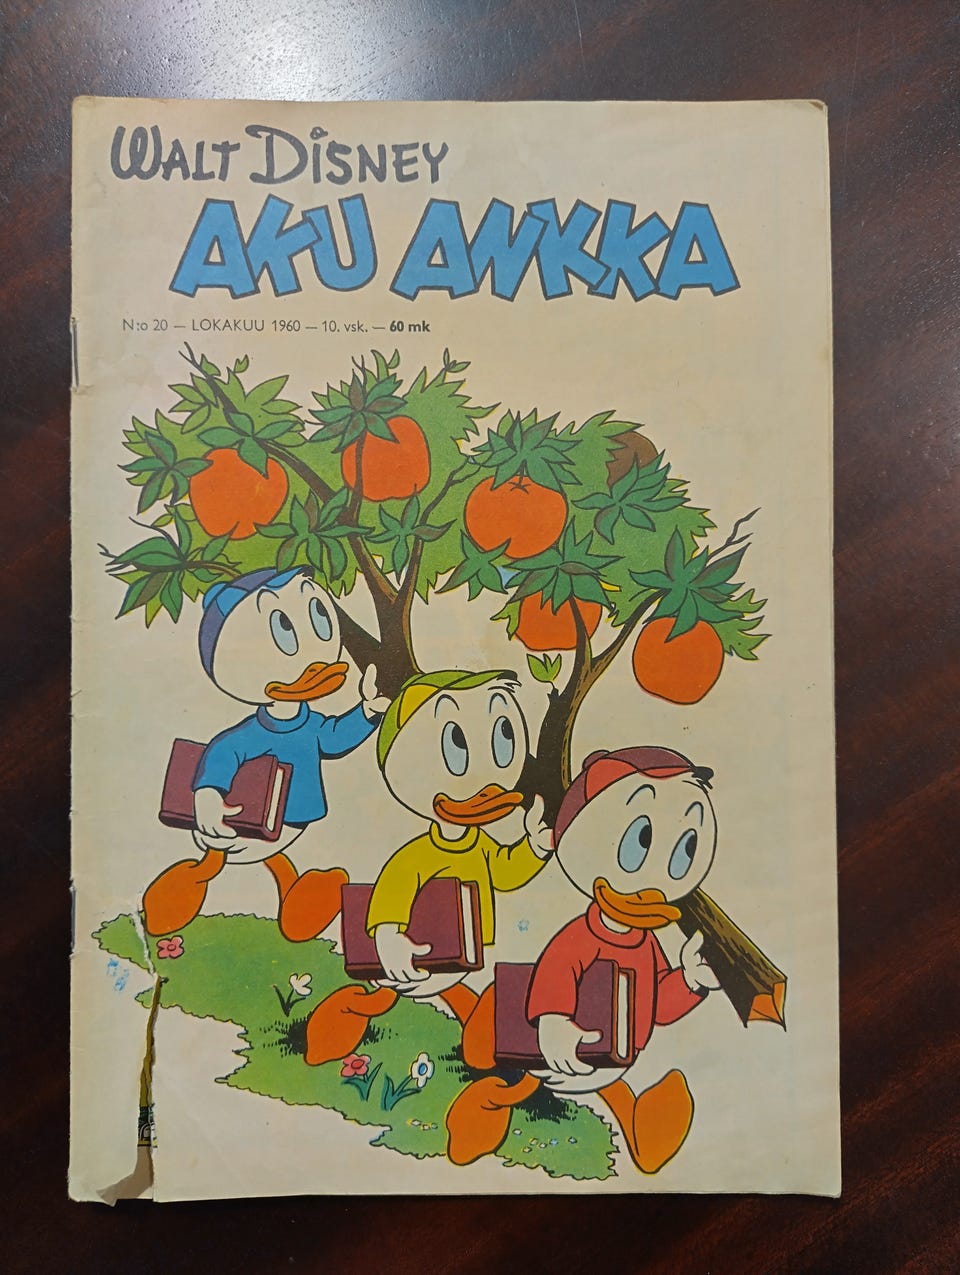 WALT DISNEY
AKU ANKKA
N:o 20 — LOKAKUU 1960 — 10. vsk. — 60 mk